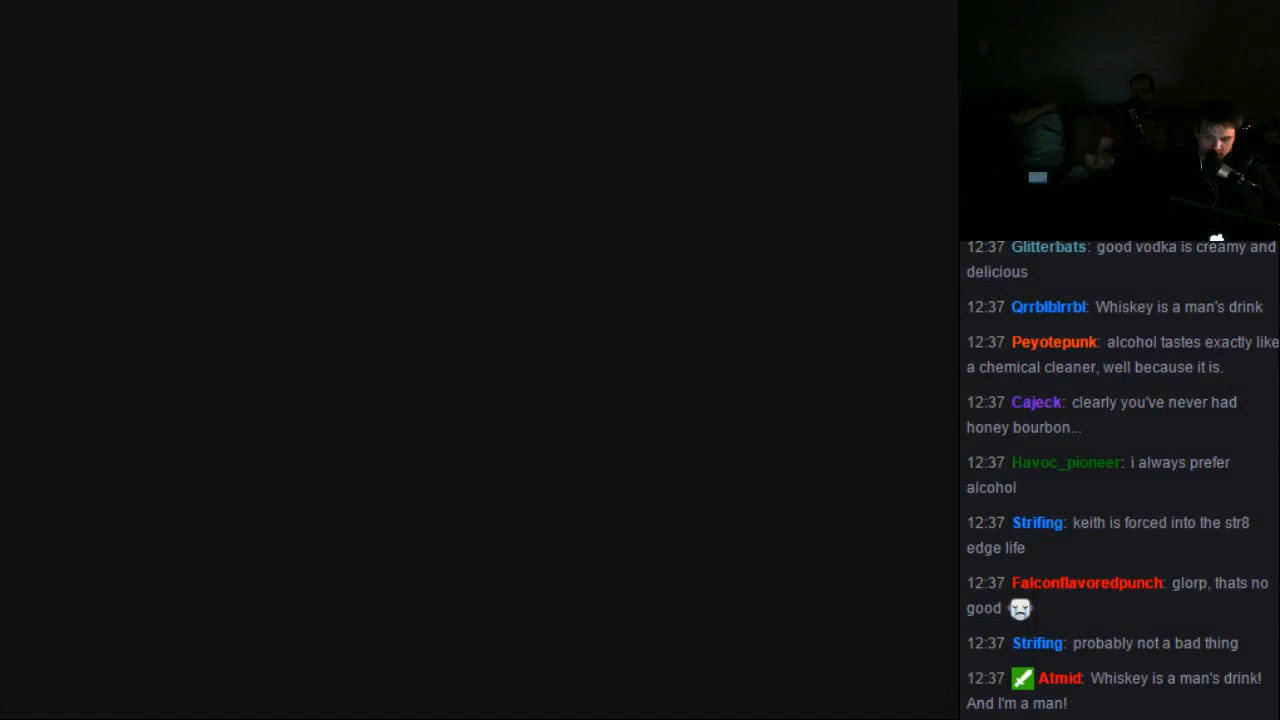 12:37 Glitterbats: good vodka is creamy and
delicious
12:37 Qrrblblrrbl: Whiskey is a man's drink
12:37 Peyotepunk: alcohol tastes exactly like
a chemical cleaner, well because it is.
12:37 Cajeck: clearly you've never had
honey bourbon...
12:37 Havoc_pioneer: i always prefer
alcohol
12:37 Strifing: keith is forced into the str8
edge life
12:37 Falconflavoredpunch: glorp, thats no
good
12:37 Strifing: probably not a bad thing
12:37 Atmid: Whiskey is a man's drink!
And I'm a man!